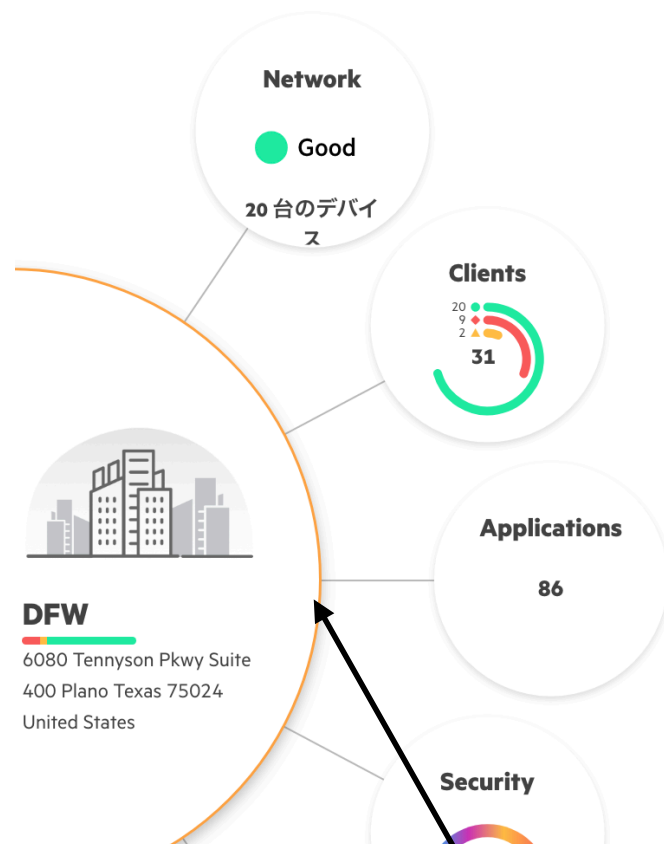 Network
Good
20 台のデバイ
ス
Clients
20
9
2
31
Applications
86
DFW
6080 Tennyson Pkwy Suite
400 Plano Texas 75024
United States
Security